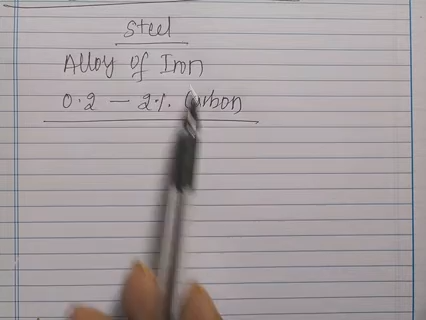 Steel
Alloy of Iron
0.2 — 2%. Carbon